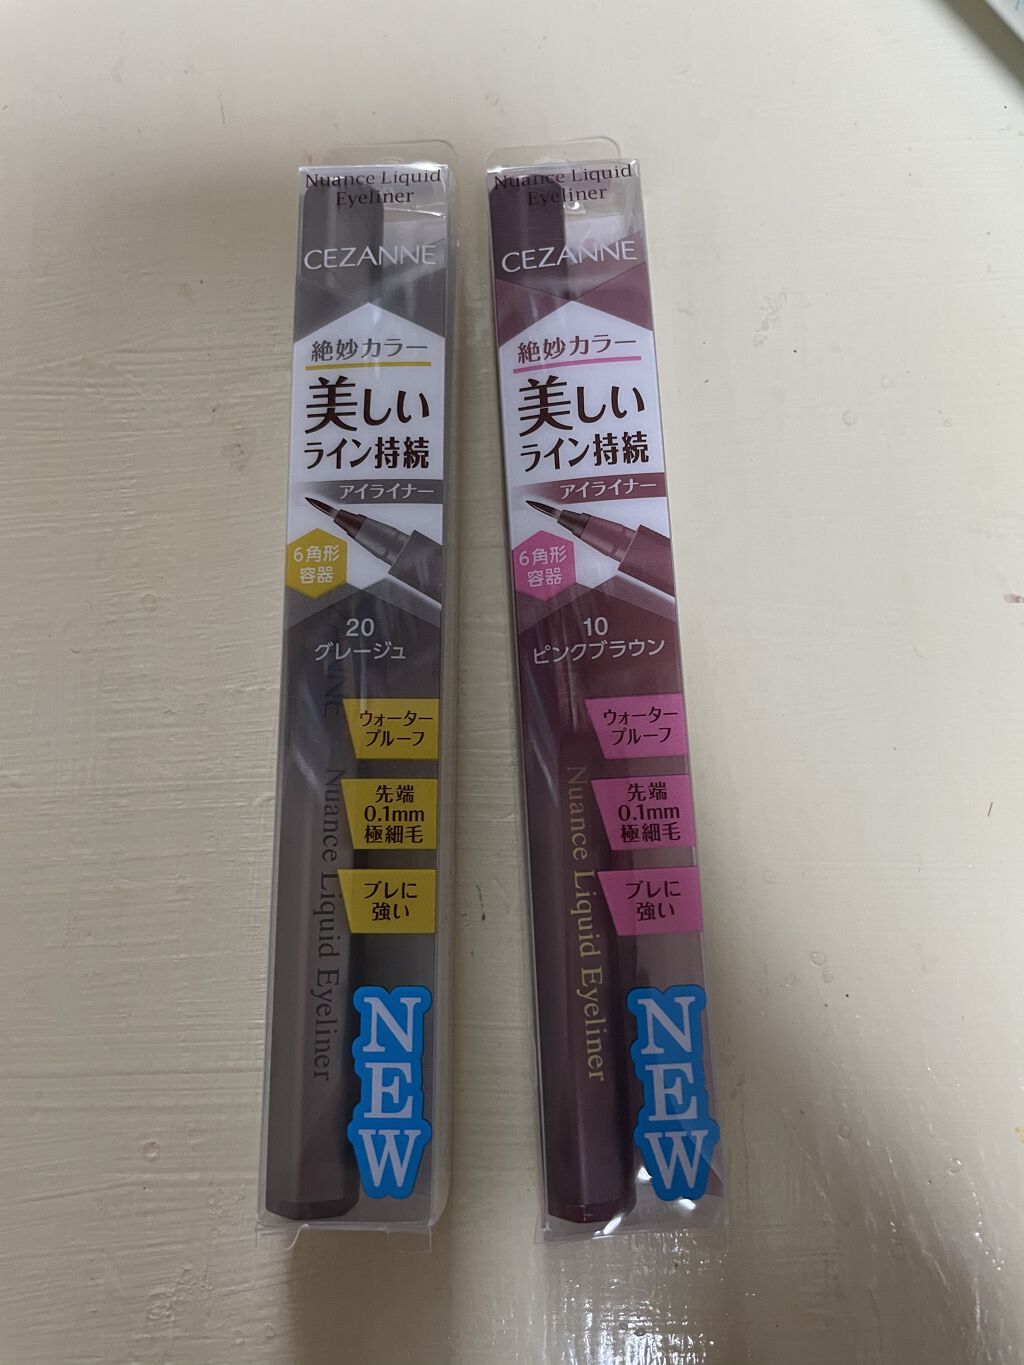 Nuance Liquid
Eyeliner
CEZANNE
絶妙カラー
美しい
ライン持続
アイライナー
6角形
容器
20
グレージュ
ウォーター
プルーフ
先端
0.1mm
極細毛
ブレに
強い
Nuance Liquid Eyeliner
NEW
Nuance Liquid
Eyeliner
CEZANNE
絶妙カラー
美しい
ライン持続
アイライナー
6角形
容器
10
ピンクブラウン
ウォーター
プルーフ
先端
0.1mm
極細毛
ブレに
強い
Nuance Liquid Eyeliner
NEW